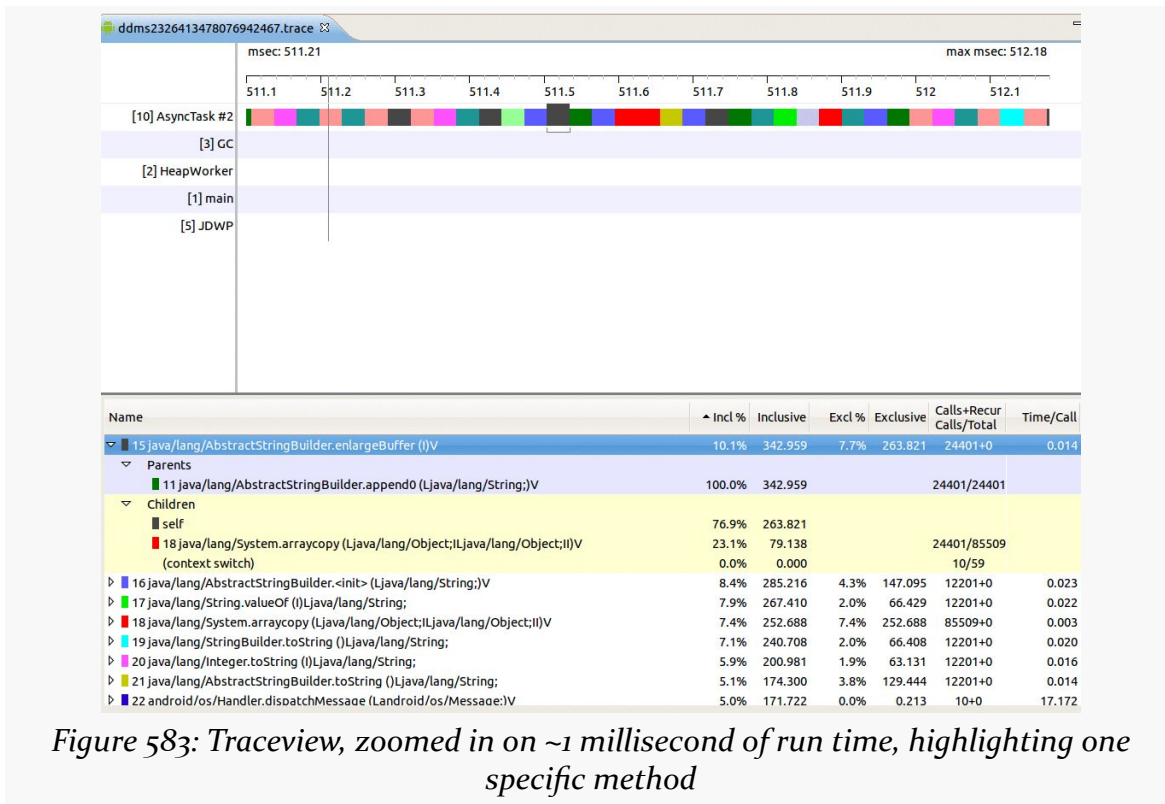 ddms2326413478076942467.trace
msec: 511.21 max msec: 512.18
511.1 511.2 511.3 511.4 511.5 511.6 511.7 511.8 511.9 512 512.1
[10] AsyncTask #2
[3] GC
[2] HeapWorker
[1] main
[5] JDWP
Name Incl % Inclusive Excl % Exclusive Calls+Recur Calls/Total Time/Call
15 java/lang/AbstractStringBuilder.enlargeBuffer (I)V 10.1% 342.959 7.7% 263.821 24401+0 0.014
Parents
11 java/lang/AbstractStringBuilder.append0 (Ljava/lang/String;)V 100.0% 342.959 24401/24401
Children
self 76.9% 263.821
18 java/lang/System.arraycopy (Ljava/lang/Object;ILjava/lang/Object;II)V 23.1% 79.138 24401/85509
(context switch) 0.0% 0.000 10/59
16 java/lang/AbstractStringBuilder.<init> (Ljava/lang/String;)V 8.4% 285.216 4.3% 147.095 12201+0 0.023
17 java/lang/String.valueOf (I)Ljava/lang/String; 7.9% 267.410 2.0% 66.429 12201+0 0.022
18 java/lang/System.arraycopy (Ljava/lang/Object;ILjava/lang/Object;II)V 7.4% 252.688 7.4% 252.688 85509+0 0.003
19 java/lang/StringBuilder.toString ()Ljava/lang/String; 7.1% 240.708 2.0% 66.408 12201+0 0.020
20 java/lang/Integer.toString (I)Ljava/lang/String; 5.9% 200.981 1.9% 63.131 12201+0 0.016
21 java/lang/AbstractStringBuilder.toString ()Ljava/lang/String; 5.1% 174.300 3.8% 129.444 12201+0 0.014
22 android/os/Handler.dispatchMessage (Landroid/os/Message;)V 5.0% 171.722 0.0% 0.213 10+0 17.172
Figure 583: Traceview, zoomed in on ~1 millisecond of run time, highlighting one
specific method